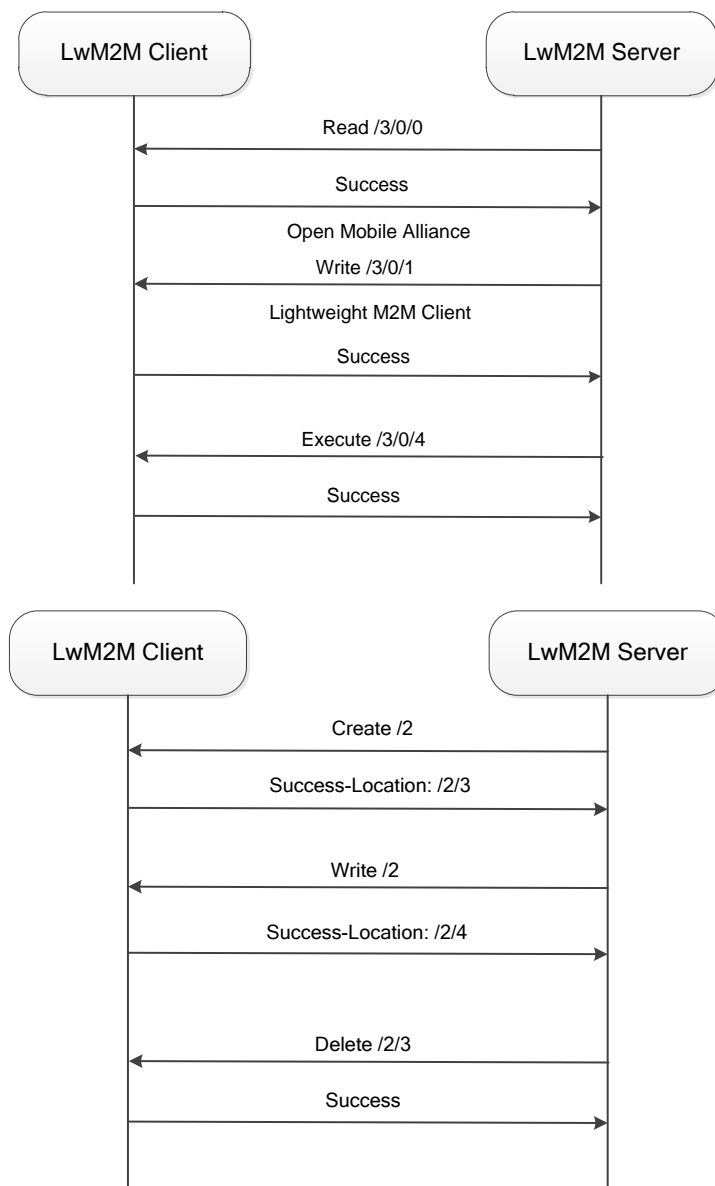 LwM2M Client
LwM2M Server
Read /3/0/0
Success
Open Mobile Alliance
Write /3/0/1
Lightweight M2M Client
Success
Execute /3/0/4
Success
LwM2M Client
LwM2M Server
Create /2
Success-Location: /2/3
Write /2
Success-Location: /2/4
Delete /2/3
Success